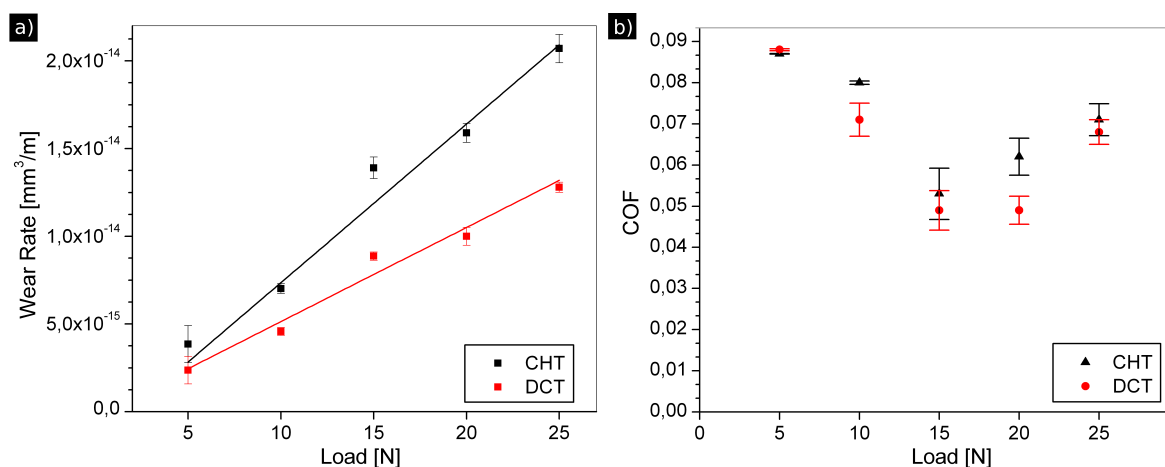 a)
Wear Rate [mm³/m]
2,0x10⁻¹⁴
1,5x10⁻¹⁴
1,0x10⁻¹⁴
5,0x10⁻¹⁵
0,0
5 10 15 20 25
Load [N]
CHT
DCT
b)
COF
0,09
0,08
0,07
0,06
0,05
0,04
0,03
0,02
0,01
0,00
0 5 10 15 20 25
Load [N]
CHT
DCT